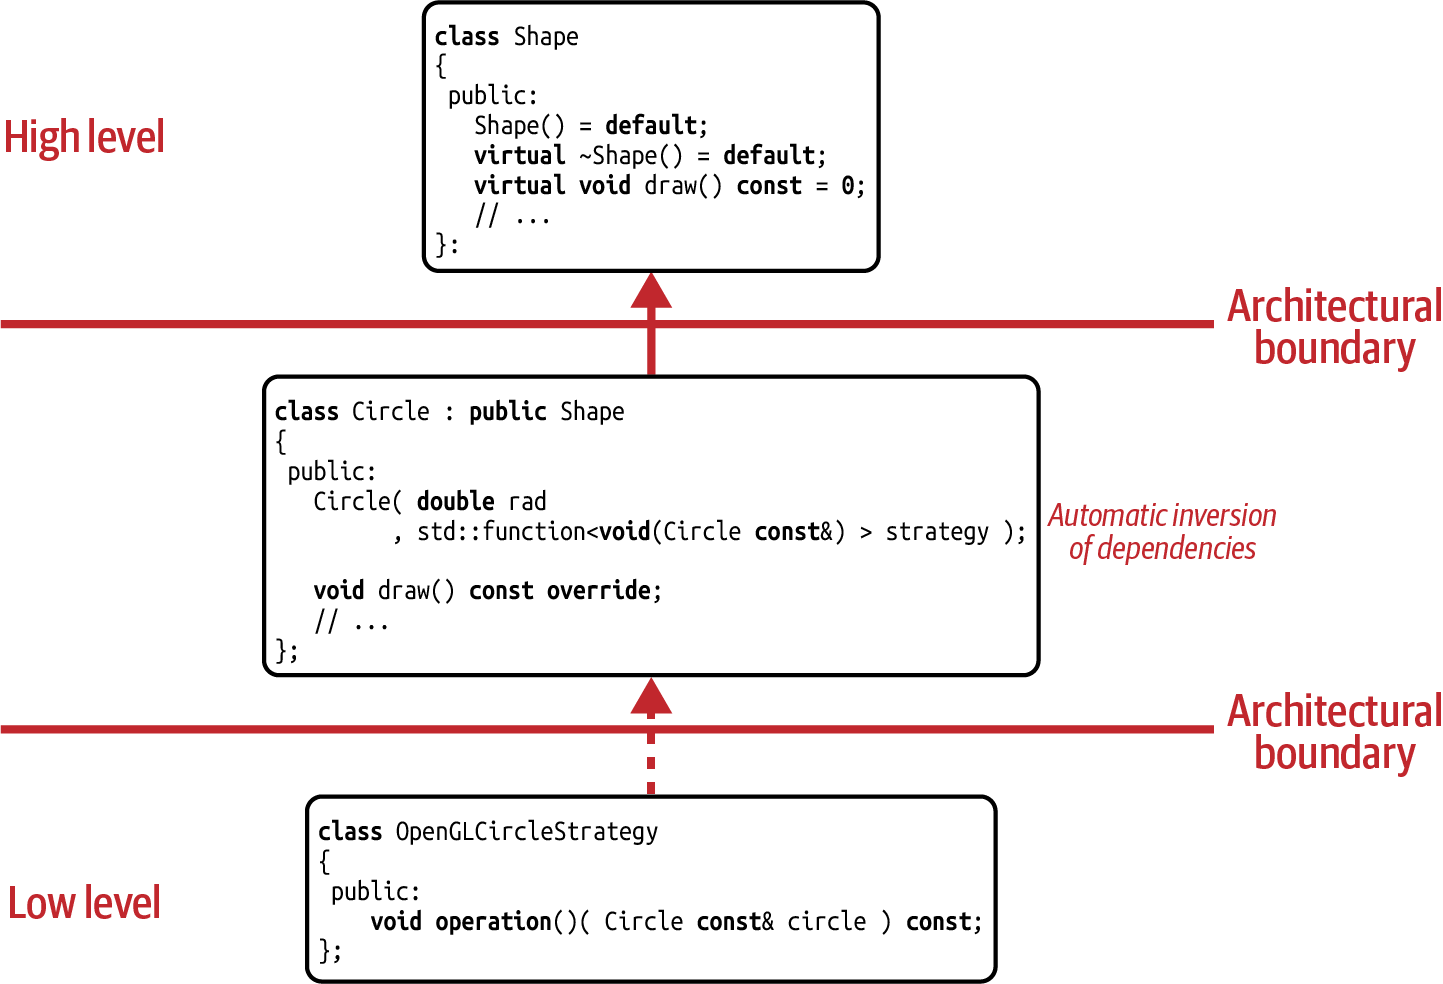 class Shape
{
public:
Shape() = default;
virtual ~Shape() = default;
virtual void draw() const = 0;
// ...
}:
High level
Architectural
boundary
class Circle : public Shape
{
public:
Circle( double rad
, std::function<void(Circle const&) > strategy );
void draw() const override;
// ...
};
Automatic inversion
of dependencies
Architectural
boundary
class OpenGLCircleStrategy
{
public:
void operation()( Circle const& circle ) const;
};
Low level